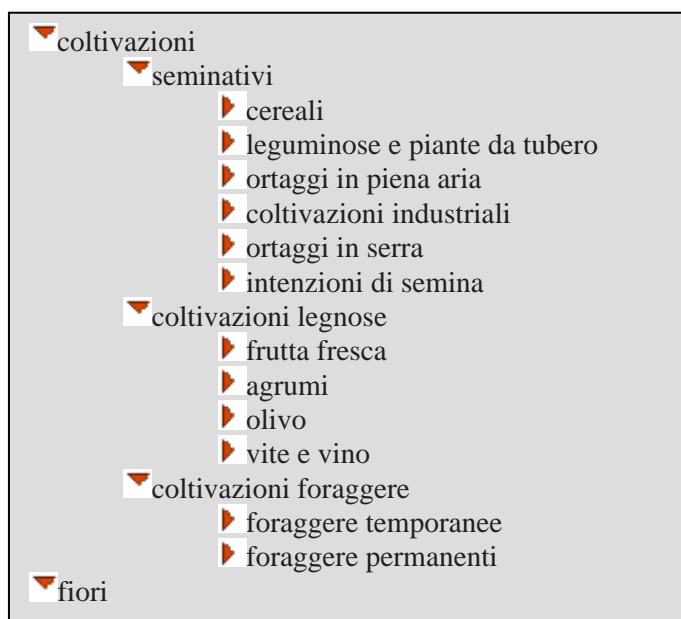 coltivazioni
seminativi
cereali
leguminose e piante da tubero
ortaggi in piena aria
coltivazioni industriali
ortaggi in serra
intenzioni di semina
coltivazioni legnose
frutta fresca
agrumi
olivo
vite e vino
coltivazioni foraggere
foraggere temporanee
foraggere permanenti
fiori